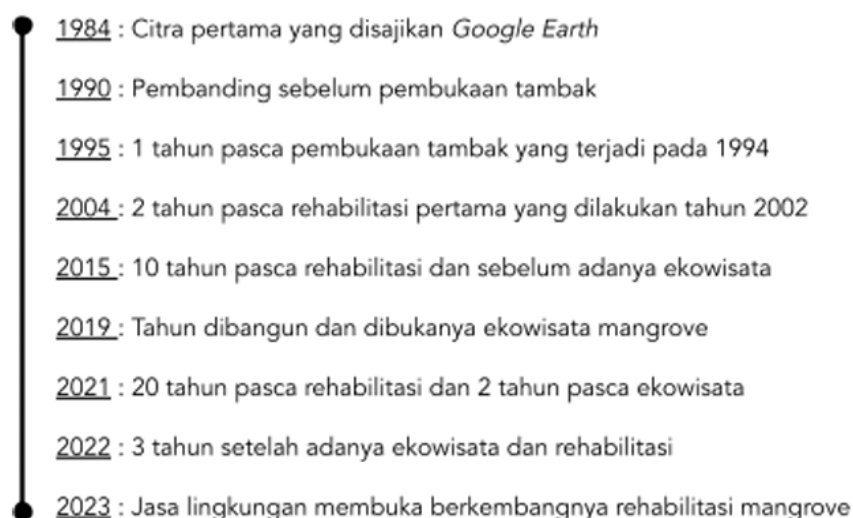 1984 : Citra pertama yang disajikan Google Earth
1990 : Pembanding sebelum pembukaan tambak
1995 : 1 tahun pasca pembukaan tambak yang terjadi pada 1994
2004 : 2 tahun pasca rehabilitasi pertama yang dilakukan tahun 2002
2015 : 10 tahun pasca rehabilitasi dan sebelum adanya ekowisata
2019 : Tahun dibangun dan dibukanya ekowisata mangrove
2021 : 20 tahun pasca rehabilitasi dan 2 tahun pasca ekowisata
2022 : 3 tahun setelah adanya ekowisata dan rehabilitasi
2023 : Jasa lingkungan membuka berkembangnya rehabilitasi mangrove